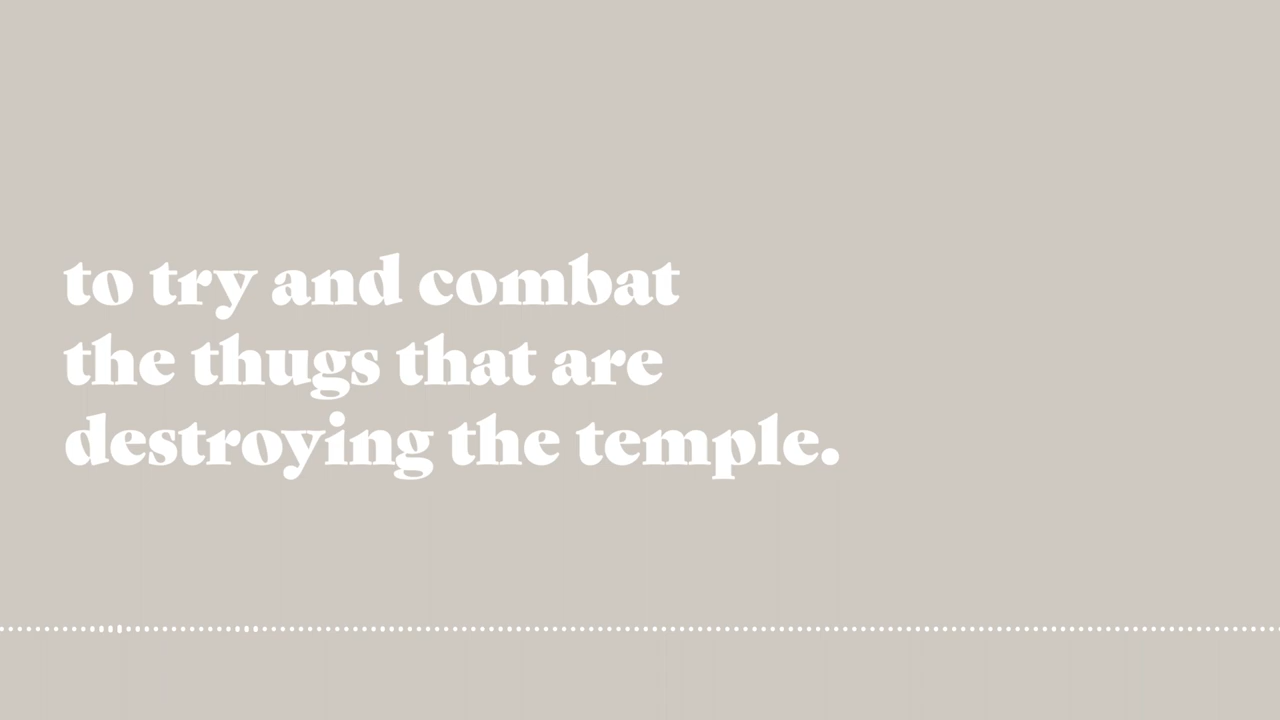 to try and combat
the thugs that are
destroying the temple.